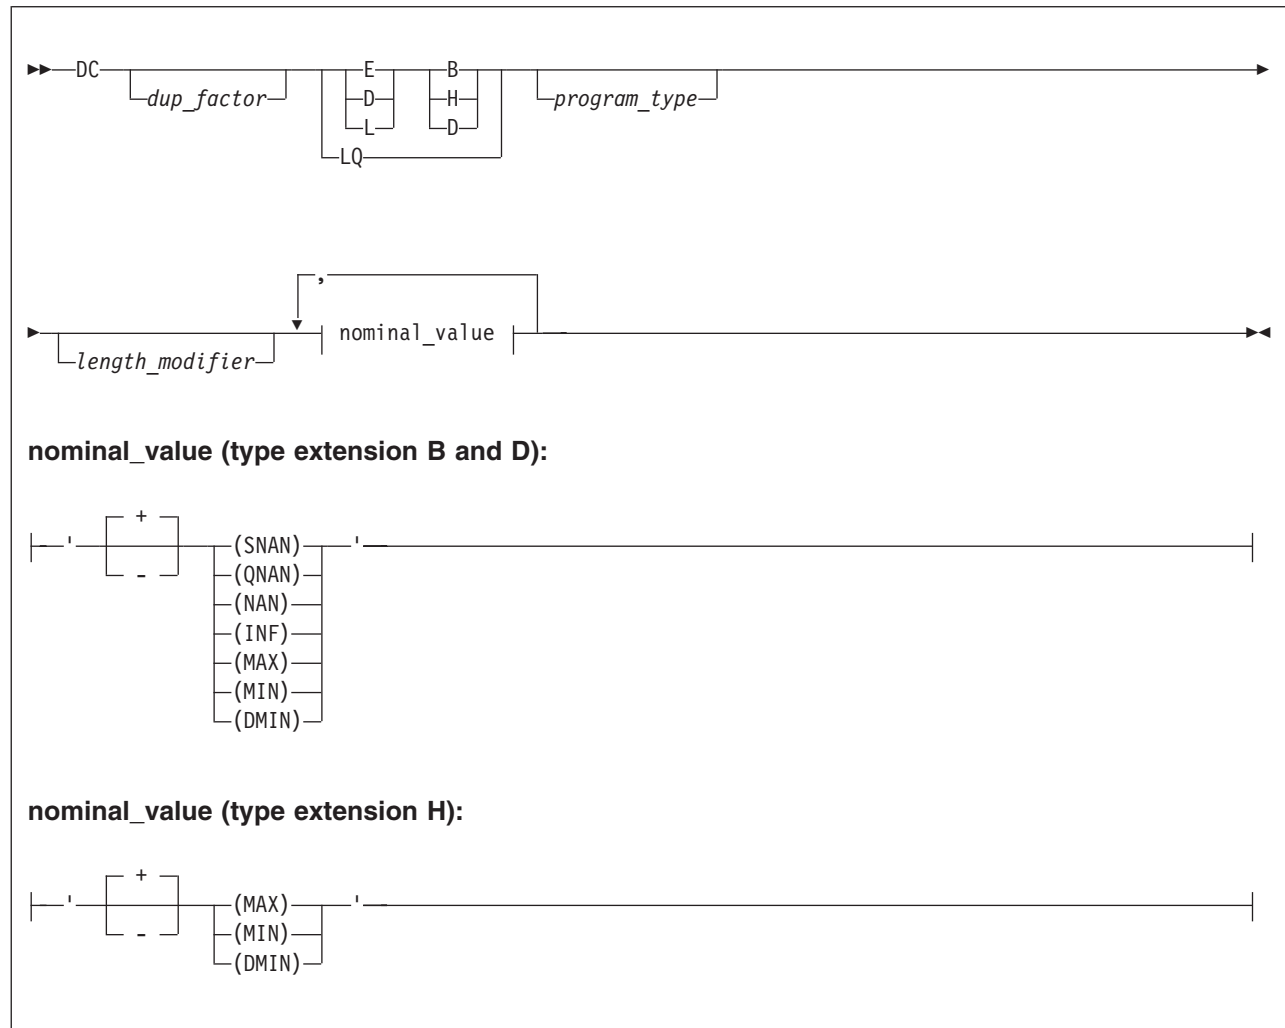 DC E B
dup_factor D H program_type
L D
LQ
,
nominal_value
length_modifier
nominal_value (type extension B and D):
+
' (SNAN) '
- (QNAN)
(NAN)
(INF)
(MAX)
(MIN)
(DMIN)
nominal_value (type extension H):
+
' (MAX) '
- (MIN)
(DMIN)